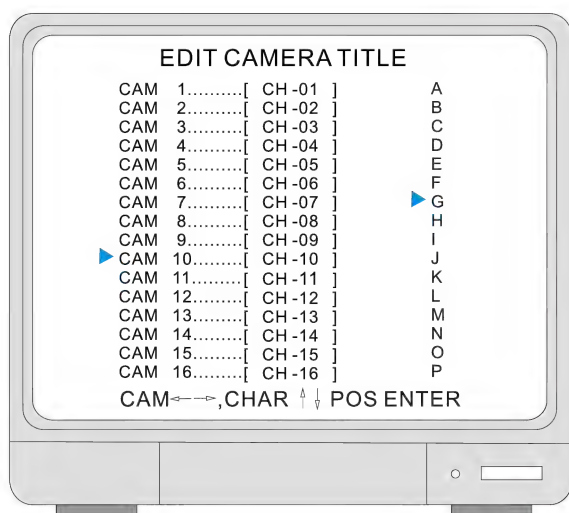 EDIT CAMERA TITLE
CAM 1..........[ CH -01 ] A
CAM 2..........[ CH -02 ] B
CAM 3..........[ CH -03 ] C
CAM 4..........[ CH -04 ] D
CAM 5..........[ CH -05 ] E
CAM 6..........[ CH -06 ] F
CAM 7..........[ CH -07 ] G
CAM 8..........[ CH -08 ] H
CAM 9..........[ CH -09 ] I
CAM 10.........[ CH -10 ] J
CAM 11.........[ CH -11 ] K
CAM 12.........[ CH -12 ] L
CAM 13.........[ CH -13 ] M
CAM 14.........[ CH -14 ] N
CAM 15.........[ CH -15 ] O
CAM 16.........[ CH -16 ] P
CAM←→,CHAR ↑↓ POS ENTER